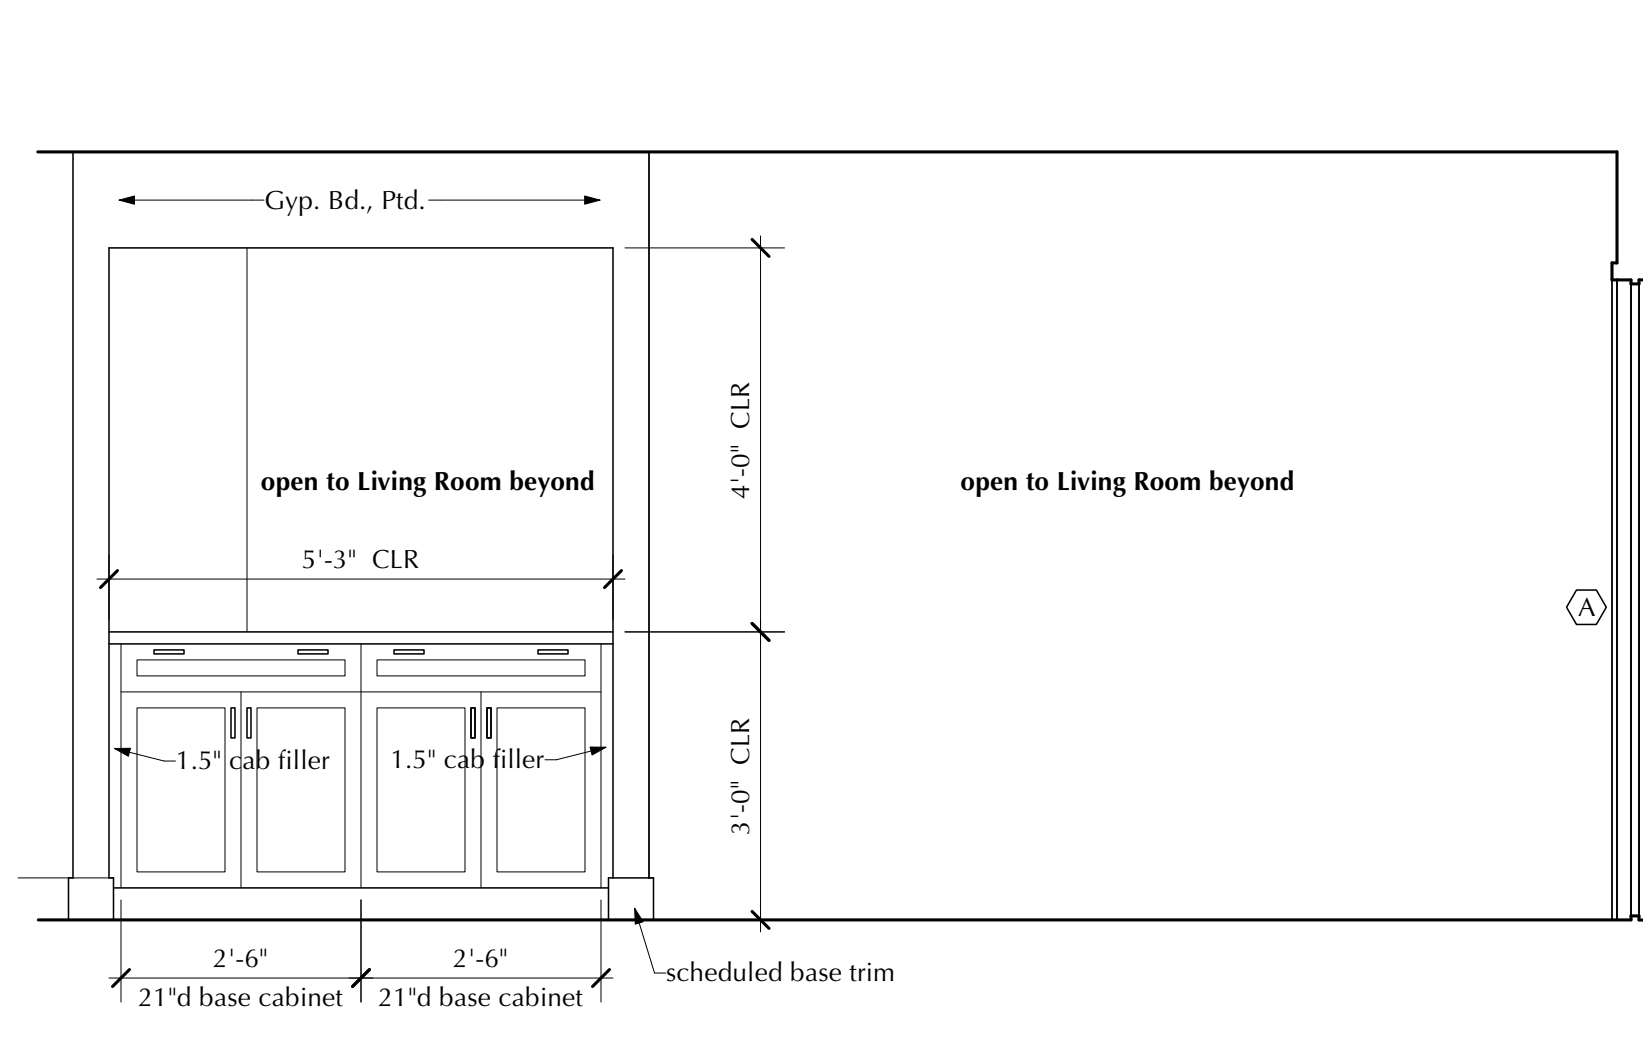 Gyp. Bd., Ptd.
4'-0" CLR
open to Living Room beyond
open to Living Room beyond
5'-3" CLR
A
3'-0" CLR
1.5" cab filler
1.5" cab filler
2'-6"
2'-6"
scheduled base trim
21"d base cabinet
21"d base cabinet